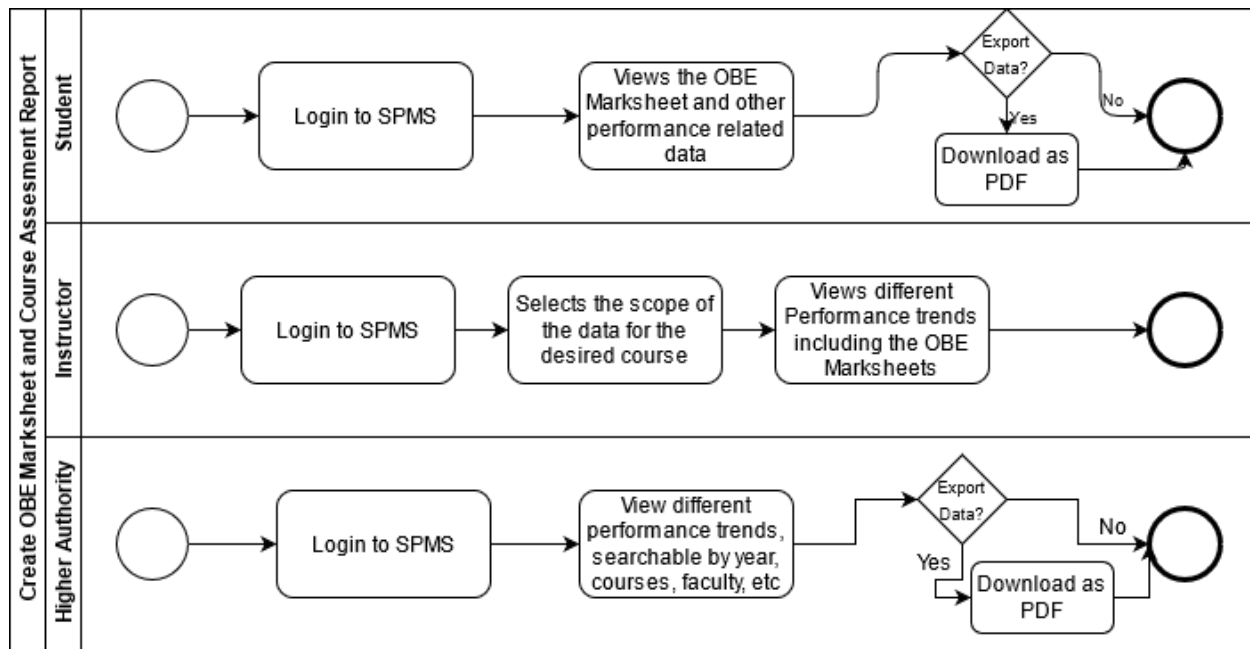 Create OBE Marksheet and Course Assesment Report
Student
Login to SPMS
Views the OBE
Marksheet and other
performance related
data
Export
Data?
No
Yes
Download as
PDF
Instructor
Login to SPMS
Selects the scope of
the data for the
desired course
Views different
Performance trends
including the OBE
Marksheets
Higher Authority
Login to SPMS
View different
performance trends,
searchable by year,
courses, faculty, etc
Export
Data?
No
Yes
Download as
PDF